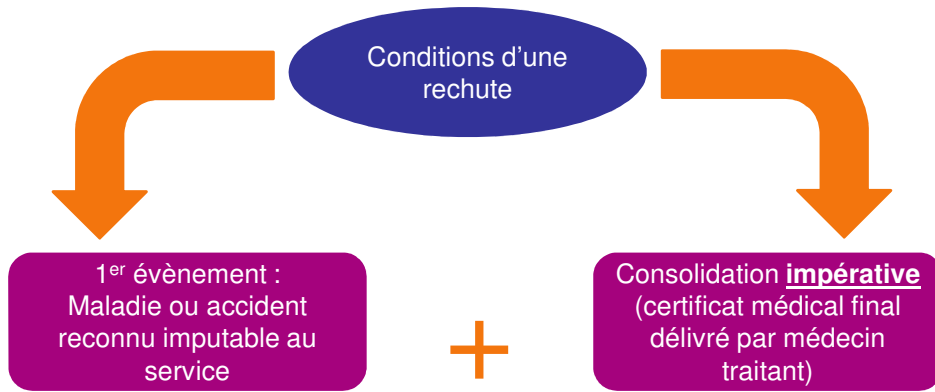 Conditions d’une
rechute
1er évènement :
Maladie ou accident
reconnu imputable au
service
+
Consolidation impérative
(certificat médical final
délivré par médecin
traitant)